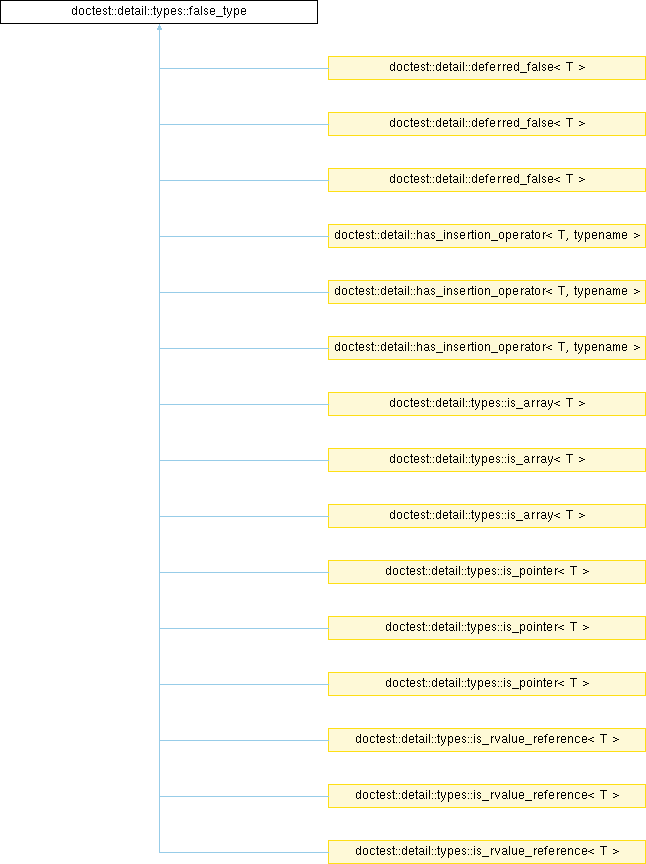 doctest::detail::types::false_type
doctest::detail::deferred_false< T >
doctest::detail::deferred_false< T >
doctest::detail::deferred_false< T >
doctest::detail::has_insertion_operator< T, typename >
doctest::detail::has_insertion_operator< T, typename >
doctest::detail::has_insertion_operator< T, typename >
doctest::detail::types::is_array< T >
doctest::detail::types::is_array< T >
doctest::detail::types::is_array< T >
doctest::detail::types::is_pointer< T >
doctest::detail::types::is_pointer< T >
doctest::detail::types::is_pointer< T >
doctest::detail::types::is_rvalue_reference< T >
doctest::detail::types::is_rvalue_reference< T >
doctest::detail::types::is_rvalue_reference< T >